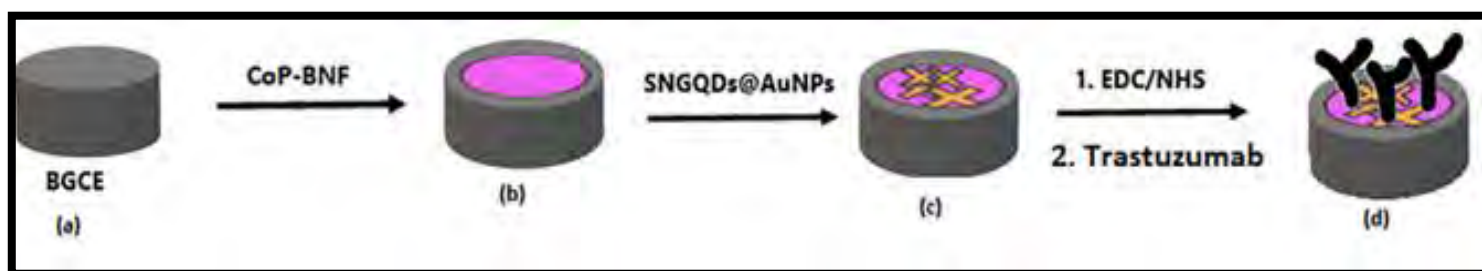 BGCE
(a)
CoP-BNF
(b)
SNGQDs@AuNPs
(c)
1. EDC/NHS
2. Trastuzumab
(d)